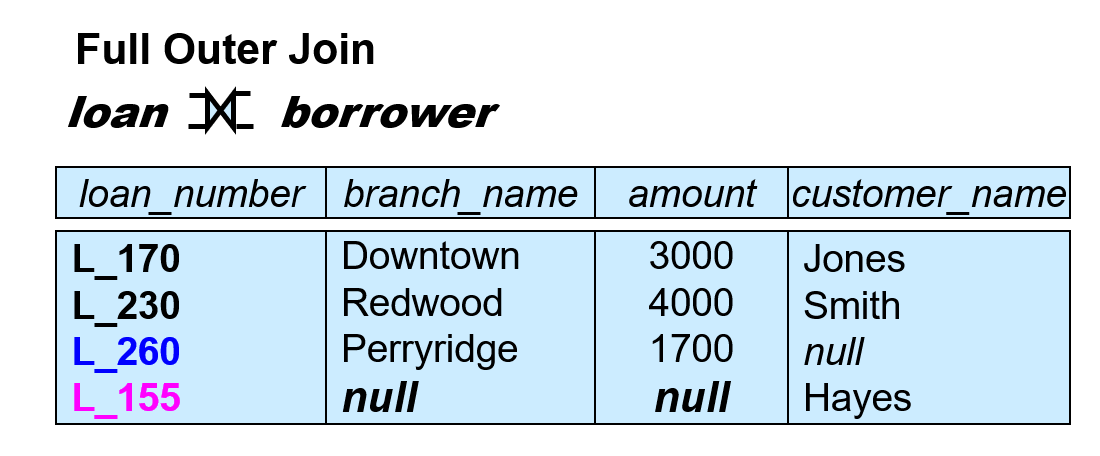 Full Outer Join
loan ⟗ borrower
loan_number branch_name amount customer_name
L_170 Downtown 3000 Jones
L_230 Redwood 4000 Smith
L_260 Perryridge 1700 null
L_155 null null Hayes